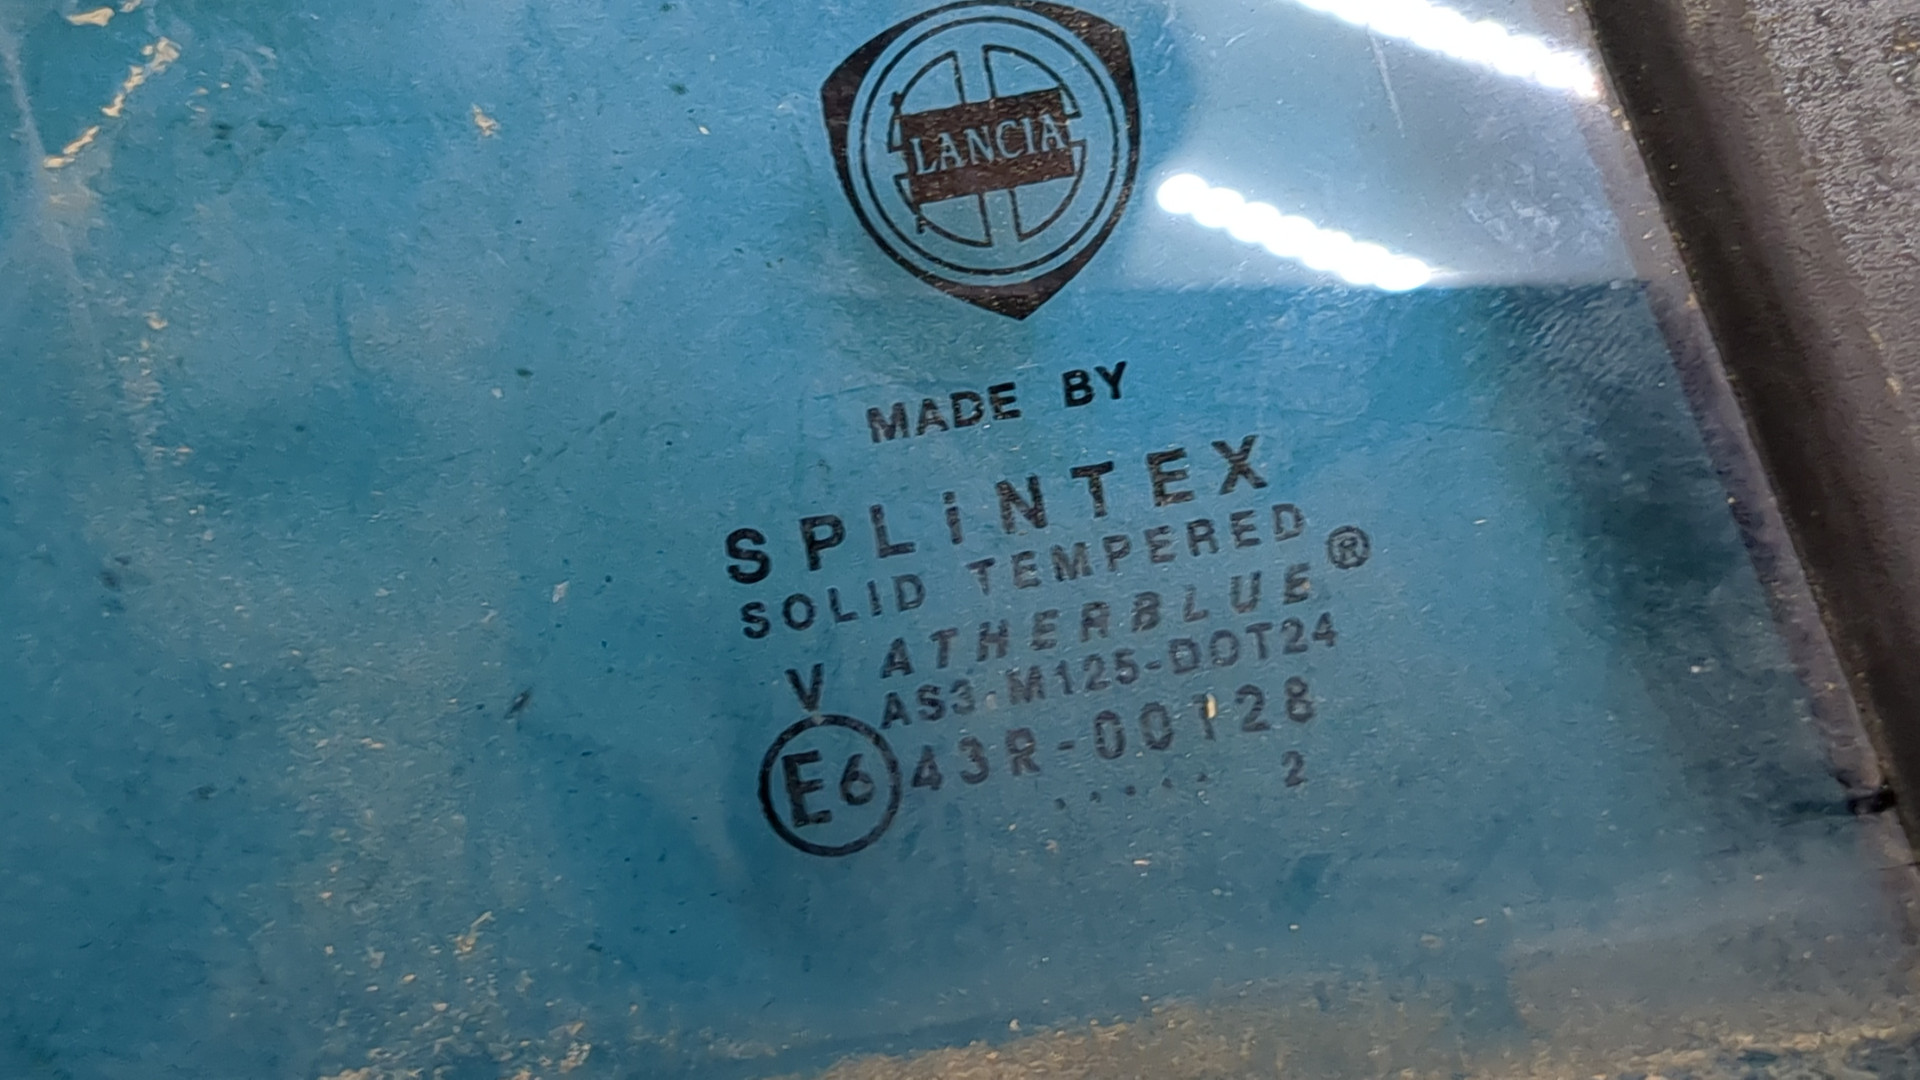 LANCIA
MADE BY
SPLiNTEX
SOLID TEMPERED
ATHERBLUE®
V AS3 M125-DOT24
E6 43R-00128
..... 2